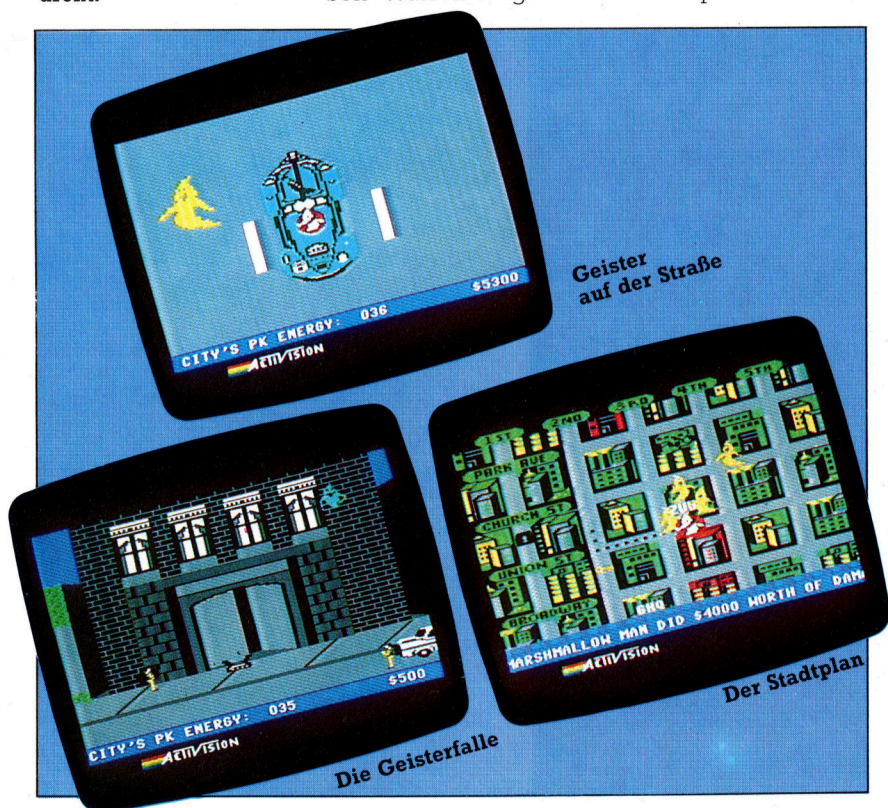 CITY'S PK ENERGY: 036 $5300
ACTIVISION
Geister
auf der Straße
CITY'S PK ENERGY: 035 $500
ACTIVISION
Die Geisterfalle
1ST 2ND 3RD 4TH 5TH
PARK AVE
CHURCH ST
UNION ST
BROADWAY
ZUL
GHQ
MARSHMALLOW MAN DID $4000 WORTH OF DAM
ACTIVISION
Der Stadtplan